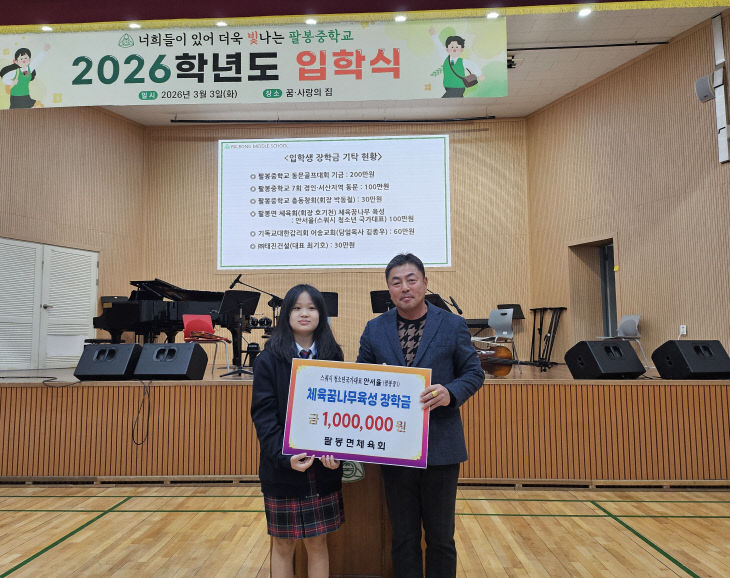 너희들이 있어 더욱 빛나는 팔봉중학교
2026학년도 입학식
일시 2026년 3월 3일(화) 장소 꿈·사랑의 집
PALBONG MIDDLE SCHOOL
<입학생 장학금 기탁 현황>
◎ 팔봉중학교 동문골프대회 기금 : 200만원
◎ 팔봉중학교 7회 경인·서산지역 동문 : 100만원
◎ 팔봉중학교 총동창회(회장 박동철) : 30만원
◎ 팔봉면 체육회(회장 호기천) 체육꿈나무 육성
: 안서율(스쿼시 청소년 국가대표) 100만원
◎ 기독교대한감리회 어송교회(담임목사 김종우) : 60만원
◎ ㈜태진건설(대표 최기호) : 30만원
스쿼시 청소년국가대표 안서율(팔봉중1)
체육꿈나무육성 장학금
금 1,000,000 원
팔봉면체육회